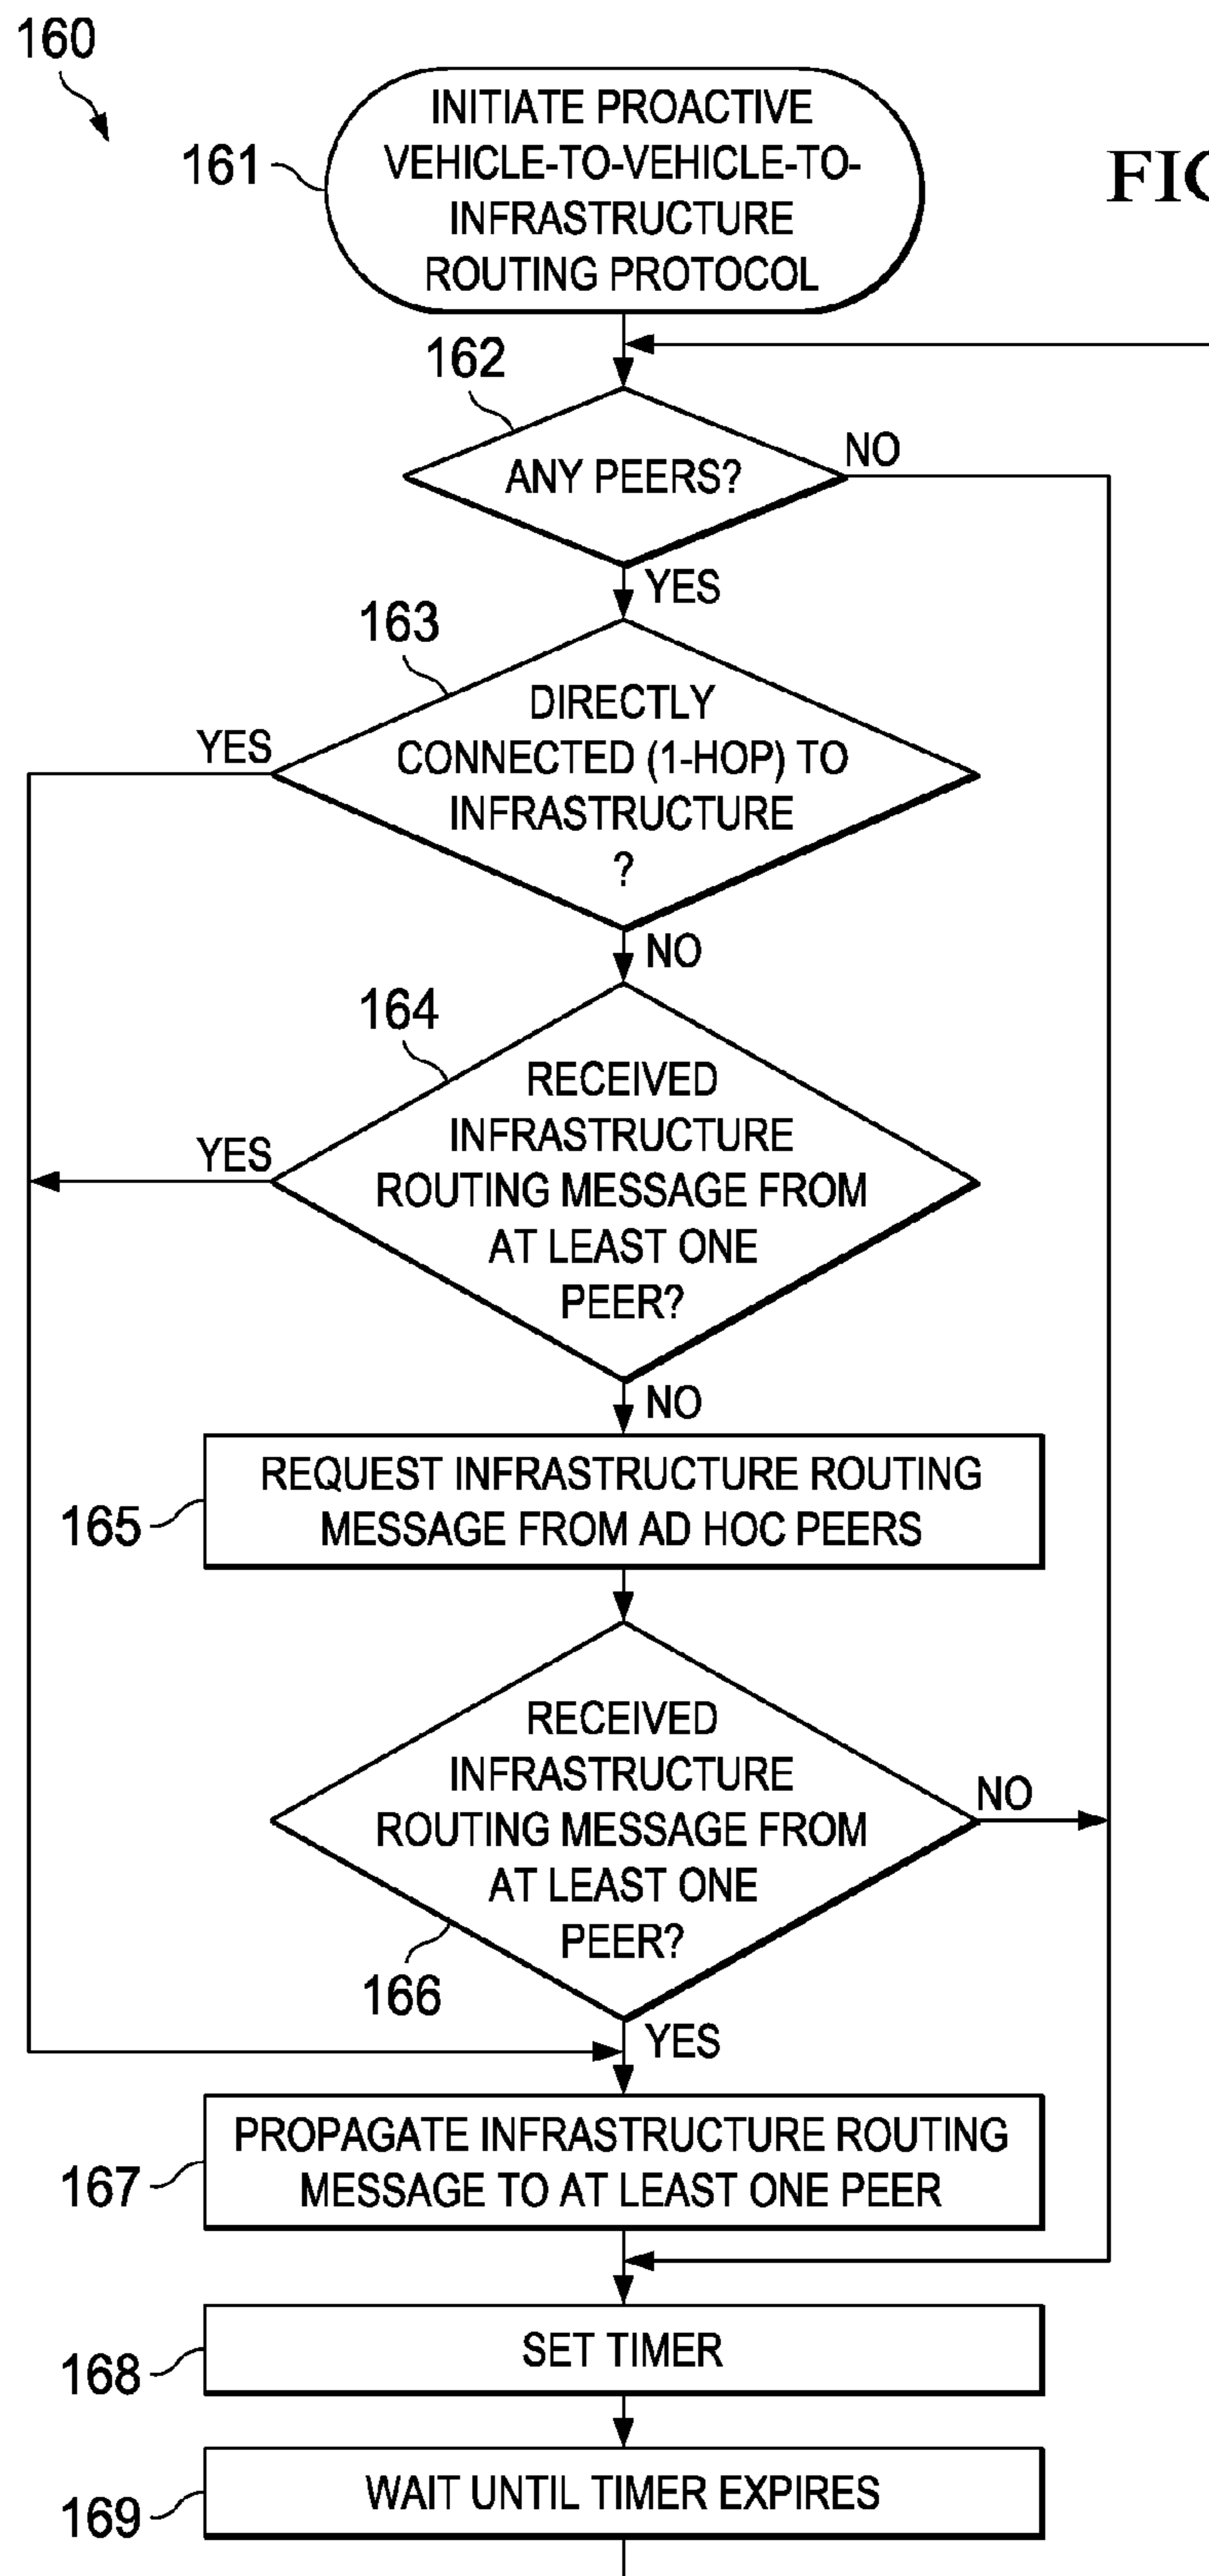 160
INITIATE PROACTIVE
VEHICLE-TO-VEHICLE-TO-
INFRASTRUCTURE
ROUTING PROTOCOL
161
FIG
162
ANY PEERS?
NO
YES
163
DIRECTLY
CONNECTED (1-HOP) TO
INFRASTRUCTURE
?
YES
NO
164
RECEIVED
INFRASTRUCTURE
ROUTING MESSAGE FROM
AT LEAST ONE
PEER?
YES
NO
REQUEST INFRASTRUCTURE ROUTING
MESSAGE FROM AD HOC PEERS
165
RECEIVED
INFRASTRUCTURE
ROUTING MESSAGE FROM
AT LEAST ONE
PEER?
NO
166
YES
PROPAGATE INFRASTRUCTURE ROUTING
MESSAGE TO AT LEAST ONE PEER
167
SET TIMER
168
WAIT UNTIL TIMER EXPIRES
169